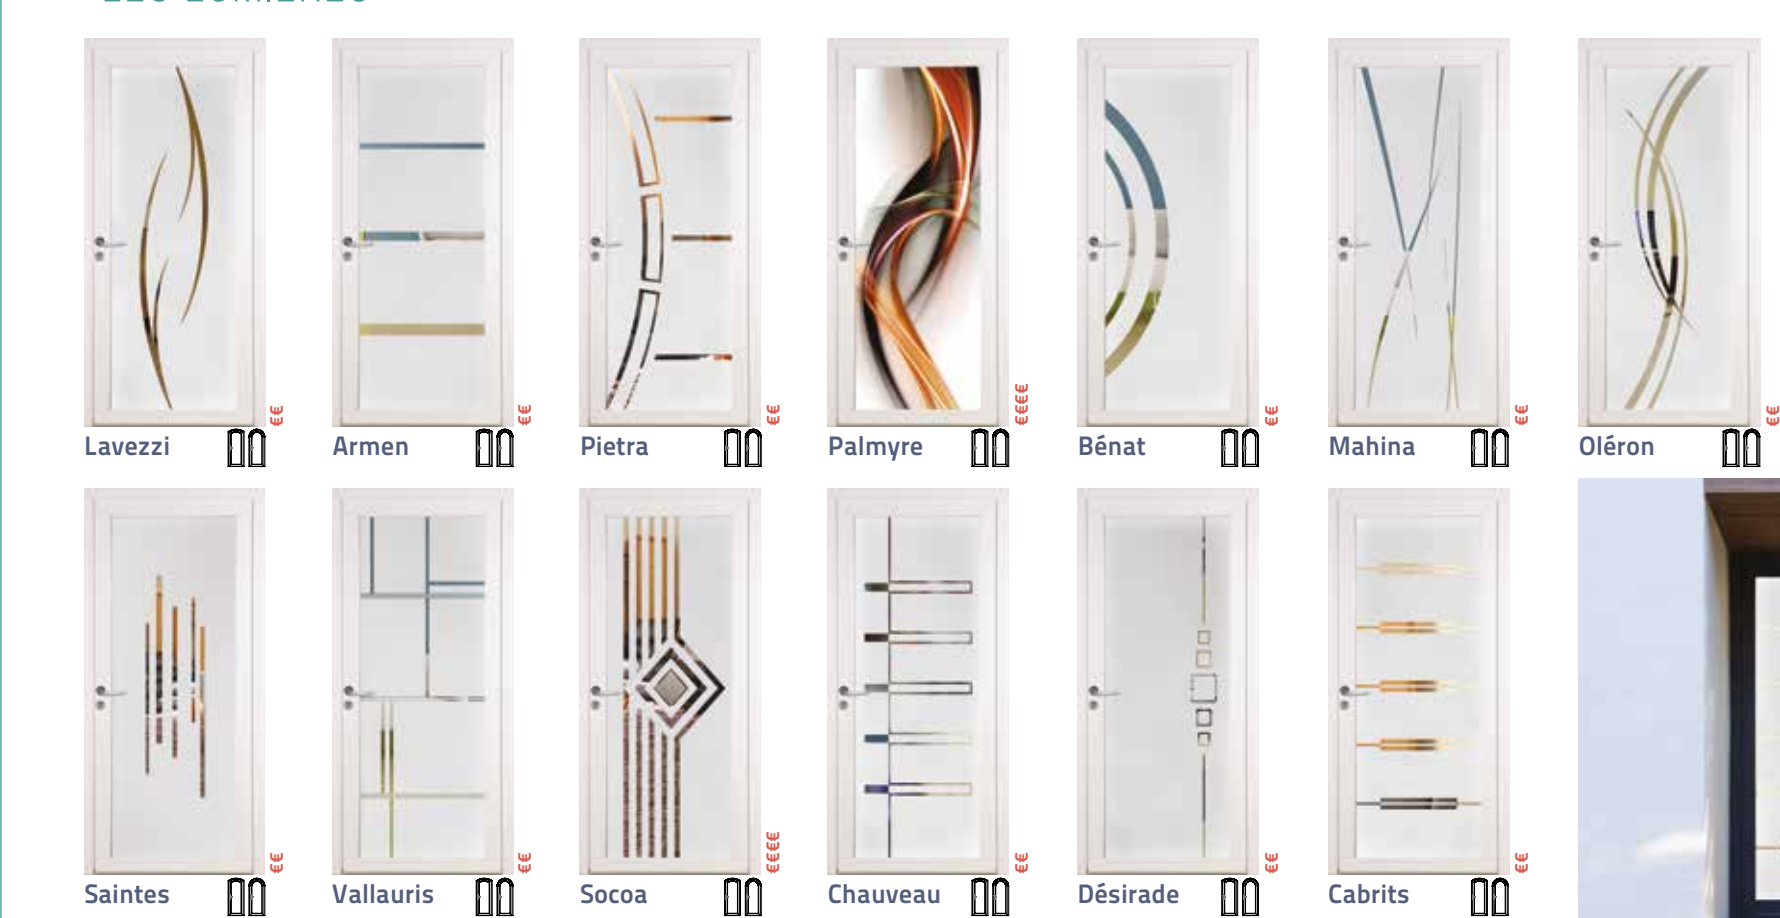 €€ €€ €€ €€€€ €€ €€ €€
Lavezzi Armen Pietra Palmyre Bénat Mahina Oléron
€€ €€ €€€€ €€ €€ €€
Saintes Vallauris Socoa Chauveau Désirade Cabrits